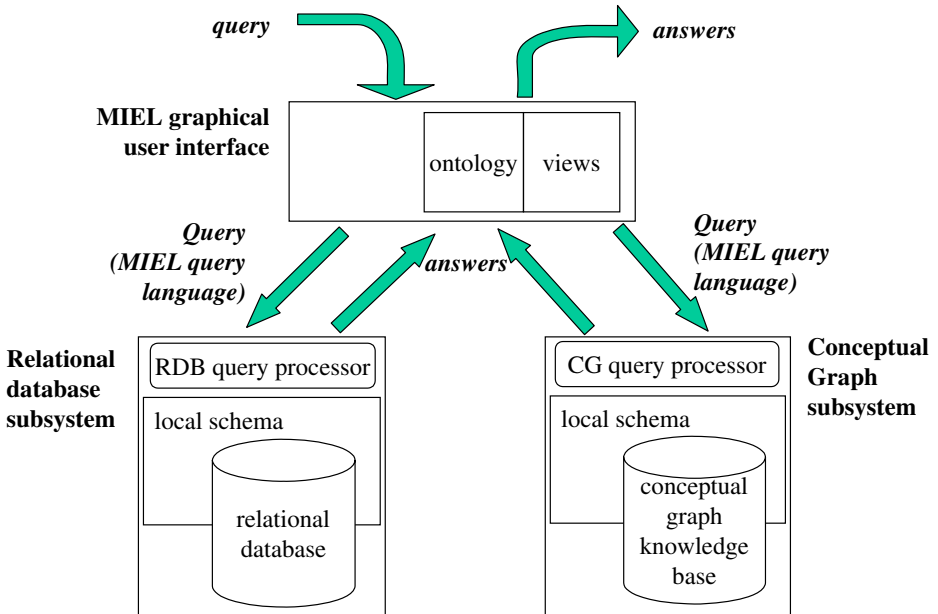 query
answers
MIEL graphical
user interface
ontology
views
Query
(MIEL query
language)
answers
Query
(MIEL query
language)
Relational
database
subsystem
RDB query processor
local schema
relational
database
CG query processor
local schema
conceptual
graph
knowledge
base
Conceptual
Graph
subsystem